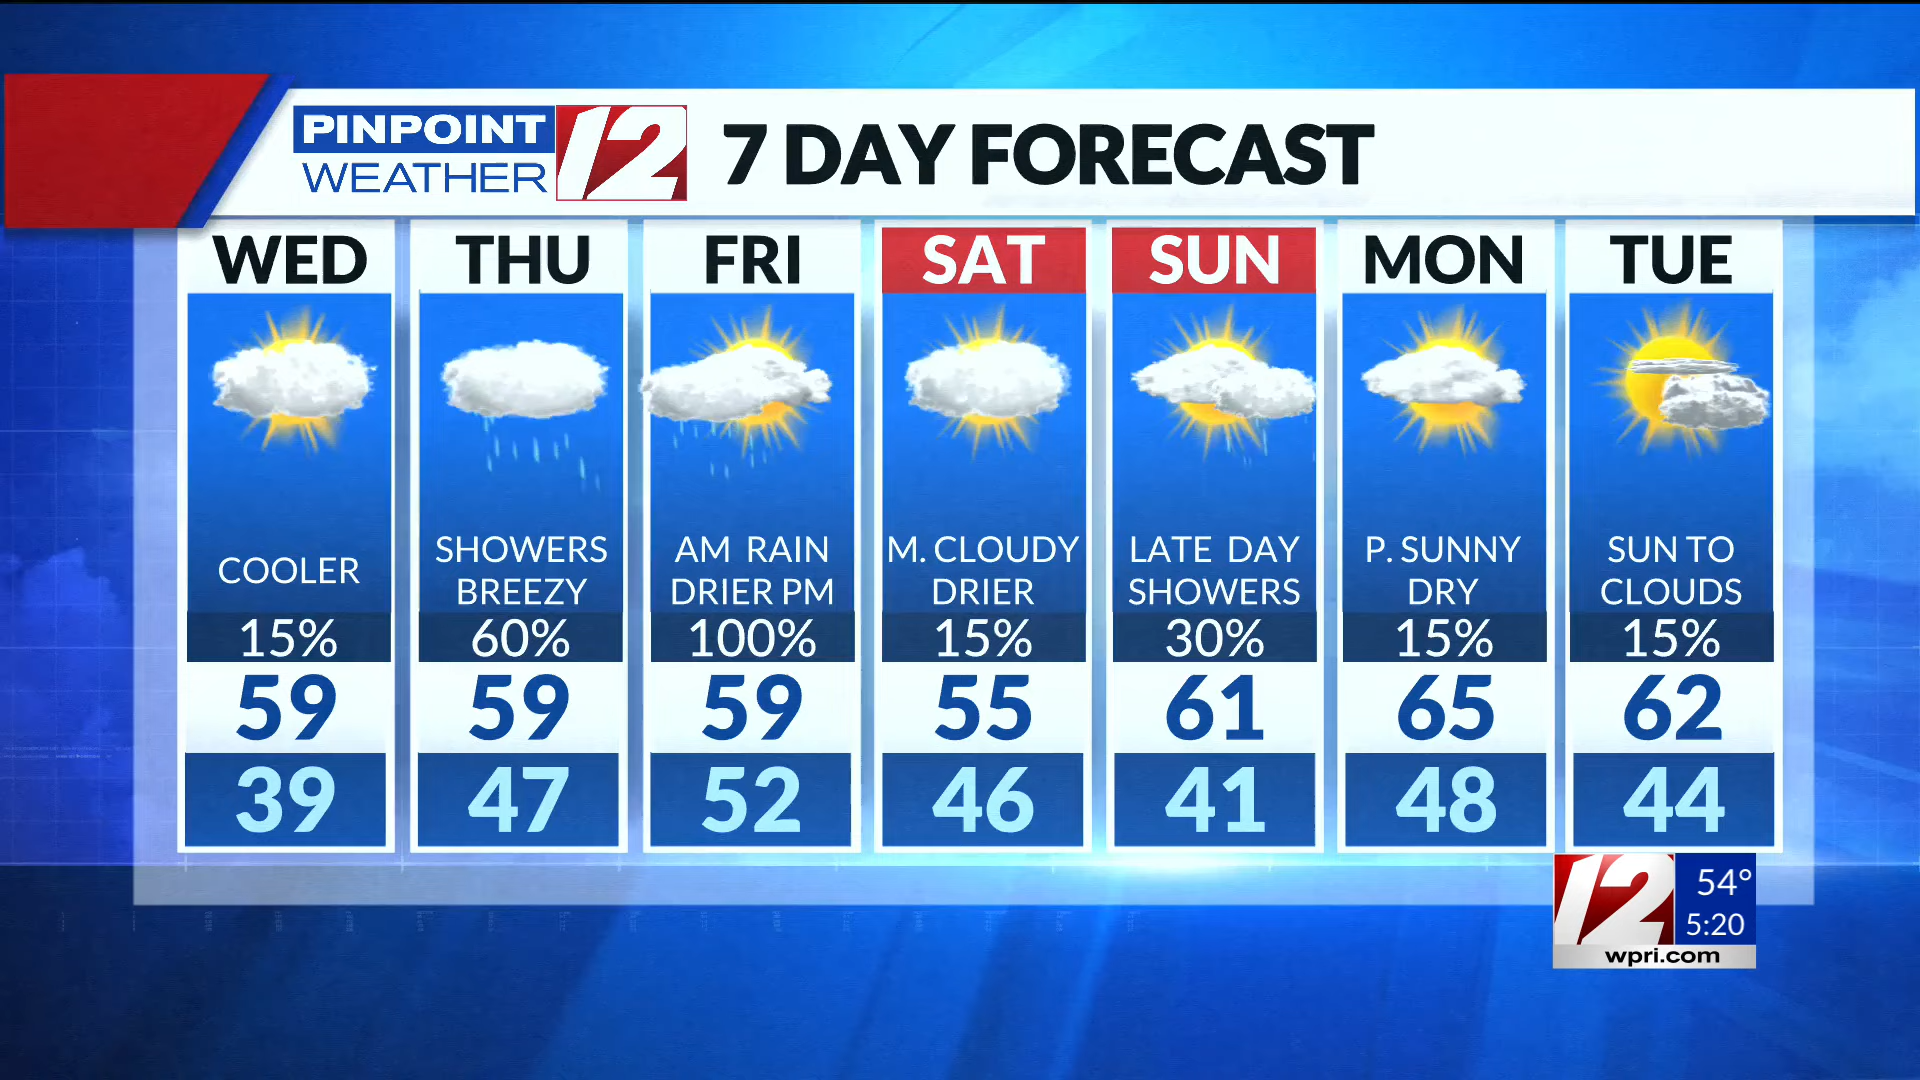 PINPOINT
WEATHER
12
7 DAY FORECAST
WED THU FRI SAT SUN MON TUE
COOLER
SHOWERS
BREEZY
AM RAIN
DRIER PM
M. CLOUDY
DRIER
LATE DAY
SHOWERS
P. SUNNY
DRY
SUN TO
CLOUDS
15% 60% 100% 15% 30% 15% 15%
59 59 59 55 61 65 62
39 47 52 46 41 48 44
12
54°
5:20
wpri.com